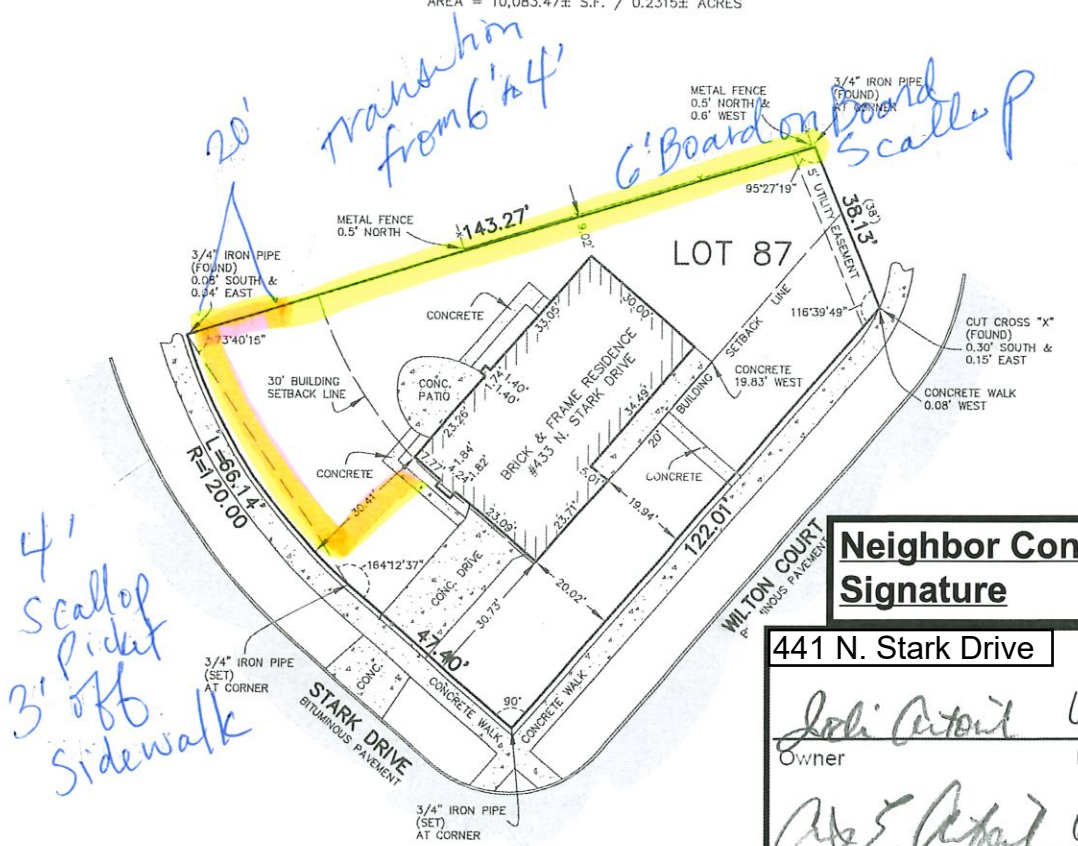 AREA = 10,083.47± S.F. / 0.2315± ACRES
20'
Transition
from 6' to 4'
6' Board on Board
Scallop
METAL FENCE
0.5' NORTH &
0.6' WEST
3/4" IRON PIPE
(FOUND)
AT CORNER
95°27'19"
5' UTILITY EASEMENT
(38')
38.13'
METAL FENCE
0.5' NORTH
143.27'
9.02'
LOT 87
3/4" IRON PIPE
(FOUND)
0.08' SOUTH &
0.04' EAST
73°40'15"
CONCRETE
33.05'
30.00'
116°39'49"
CUT CROSS "X"
(FOUND)
0.30' SOUTH &
0.15' EAST
30' BUILDING
SETBACK LINE
CONC.
PATIO
1.40'
1.40'
BRICK & FRAME RESIDENCE
#433 N. STARK DRIVE
20' BUILDING SETBACK LINE
CONCRETE
19.83' WEST
CONCRETE WALK
0.08' WEST
23.26'
34.49'
L=66.14'
R=120.00
CONCRETE
7.77'
1.84'
1.82'
30.41'
CONCRETE
5.01'
19.94'
23.71'
23.09'
122.01'
164°12'37"
CONC. DRIVE
30.73'
20.02'
WILTON COURT
4'
Scallop
Picket
3' off
Sidewalk
3/4" IRON PIPE
(SET)
AT CORNER
47.40'
CONC.
CONCRETE WALK
90°
CONCRETE WALK
STARK DRIVE
BITUMINOUS PAVEMENT
3/4" IRON PIPE
(SET)
AT CORNER
Neighbor Con
Signature
441 N. Stark Drive
Owner